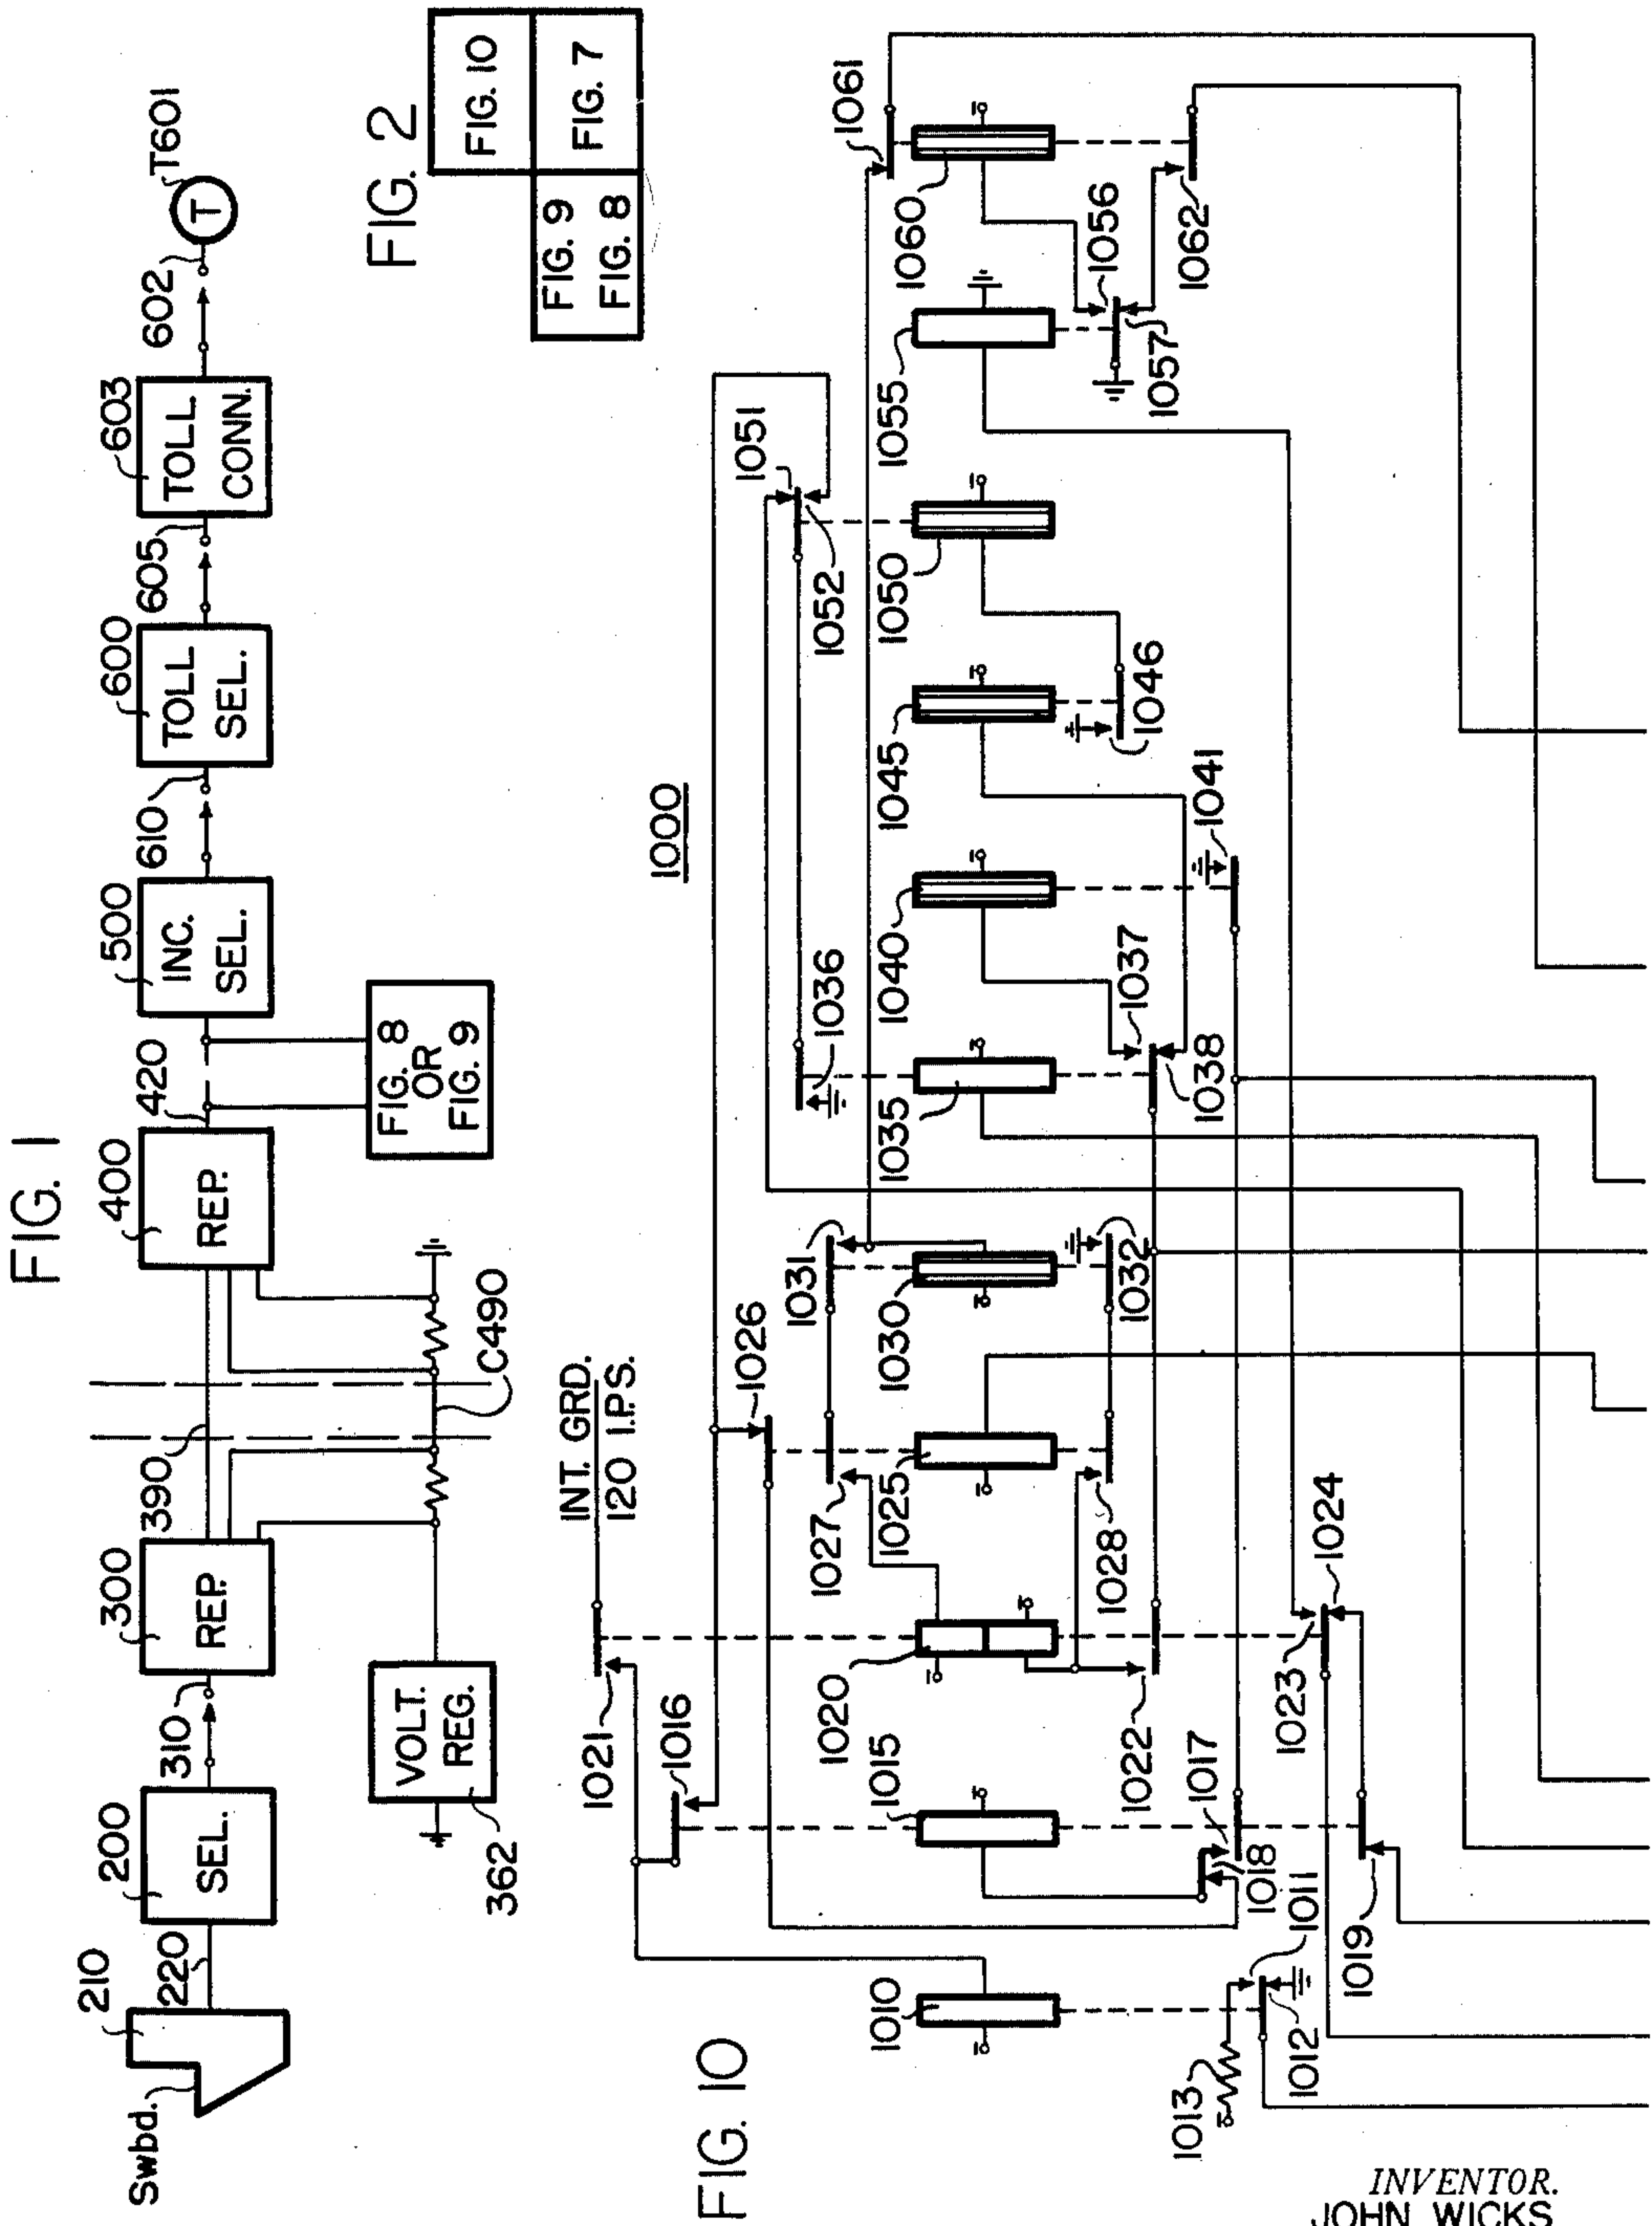 FIG. 1
Swbd.
210
220
200
SEL.
310
300
REP.
390
400
REP.
420
500
INC.
SEL.
610
600
TOLL
SEL.
605
603
TOLL
CONN.
602
T
T601
362
VOLT.
REG.
C490
FIG. 8
OR
FIG. 9
FIG. 2
FIG. 9
FIG. 8
FIG. 10
FIG. 7
FIG. 10
1000
INT. GRD.
120 I.P.S.
1021
1016
1026
1031
1036
1052
1051
1061
1010
1015
1020
1027
1025
1030
1035
1040
1045
1050
1055
1060
1013
1012
1011
1018
1017
1022
1028
1032
1037
1038
1041
1046
1057
1056
1062
1019
1023
1024
INVENTOR.
JOHN WICKS